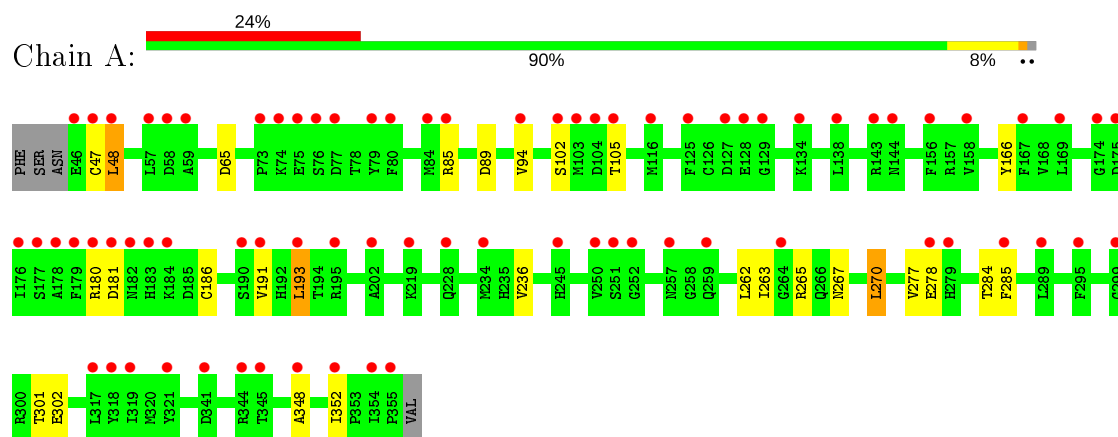 24%
Chain A:
90%
8%
••
PHE SER ASN E46 C47 L48 L57 D58 A59 D65 P73 K74 E75 S76 D77 T78 Y79 F80 M84 R85 D89 V94 S102 M103 D104 T105 M116 F125 C126 D127 E128 G129 K134 L138 R143 N144 F156 R157 V158 Y166 F167 V168 L169 G174 D175
I176 S177 A178 F179 R180 D181 N182 H183 K184 D185 C186 S190 V191 H192 L193 T194 R195 A202 K219 Q228 M234 H235 V236 H245 V250 S251 G252 N257 G258 Q259 L262 I263 G264 R265 Q266 N267 L270 V277 E278 H279 T284 F285 L289 F295 G299
R300 T301 E302 L317 Y318 I319 M320 Y321 D341 R344 T345 A348 I352 P353 I354 P355 VAL